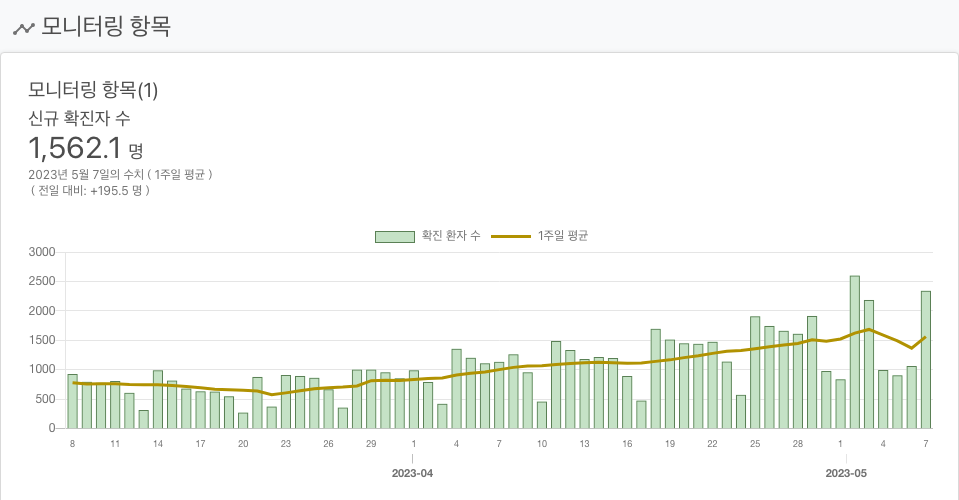 모니터링 항목
모니터링 항목(1)
신규 확진자 수
1,562.1 명
2023년 5월 7일의 수치 ( 1주일 평균 )
( 전일 대비: +195.5 명 )
확진 환자 수 1주일 평균
3000
2500
2000
1500
1000
500
0
8 11 14 17 20 23 26 29 1 4 7 10 13 16 19 22 25 28 1 4 7
2023-04 2023-05